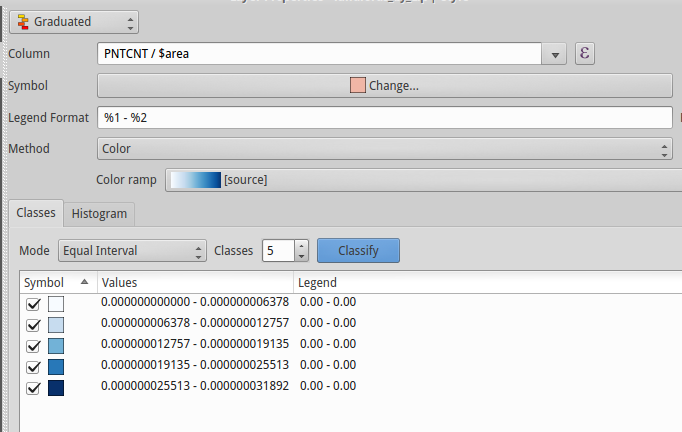 Graduated
Column PNTCNT / $area ε
Symbol Change...
Legend Format %1 - %2
Method Color
Color ramp [source]
Classes Histogram
Mode Equal Interval Classes 5 Classify
Symbol Values Legend
0.000000000000 - 0.000000006378 0.00 - 0.00
0.000000006378 - 0.000000012757 0.00 - 0.00
0.000000012757 - 0.000000019135 0.00 - 0.00
0.000000019135 - 0.000000025513 0.00 - 0.00
0.000000025513 - 0.000000031892 0.00 - 0.00